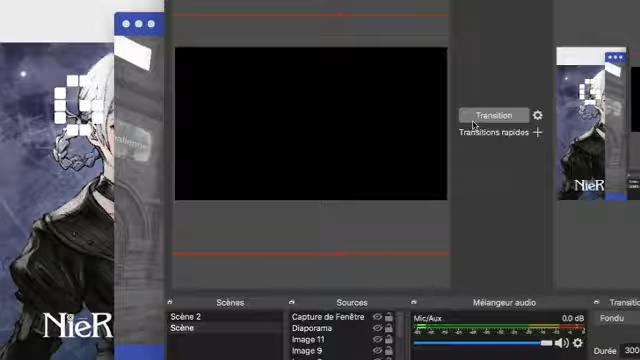 Transition
Transitions rapides
NieR
NieR
Scènes
Sources
Mélangeur audio
Scène 2
Scène
Capture de Fenêtre
Diaporama
Image 11
Image 9
Mic/Aux
0.0 dB
Fondu
Durée
300